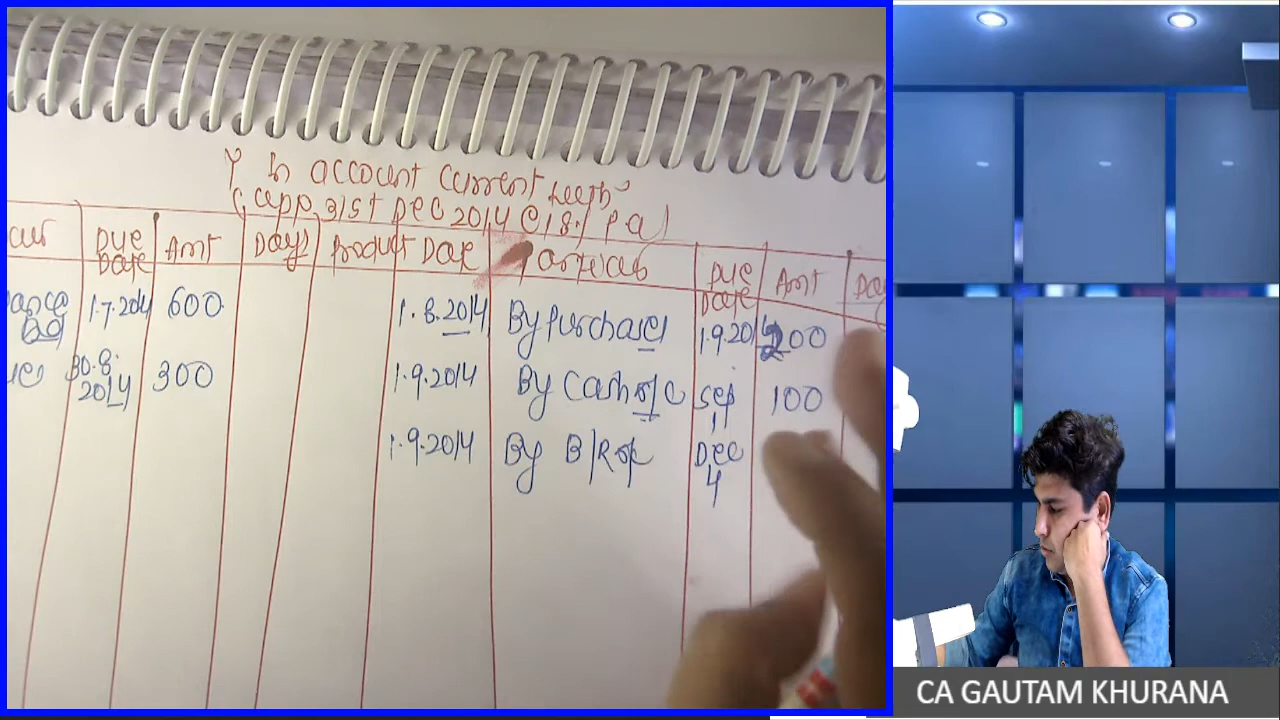 Y In account current with
(upp 31st Dec 2014 @ 18% pa)
Due Date Amt Days Product Date Particulars Due Date Amt
1.7.2014 600 1.8.2014 By Purchase 1.9.2014 200
30.8.2014 300 1.9.2014 By Cash a/c Sep 1 100
1.9.2014 By B/R a/c Dec 4
CA GAUTAM KHURANA